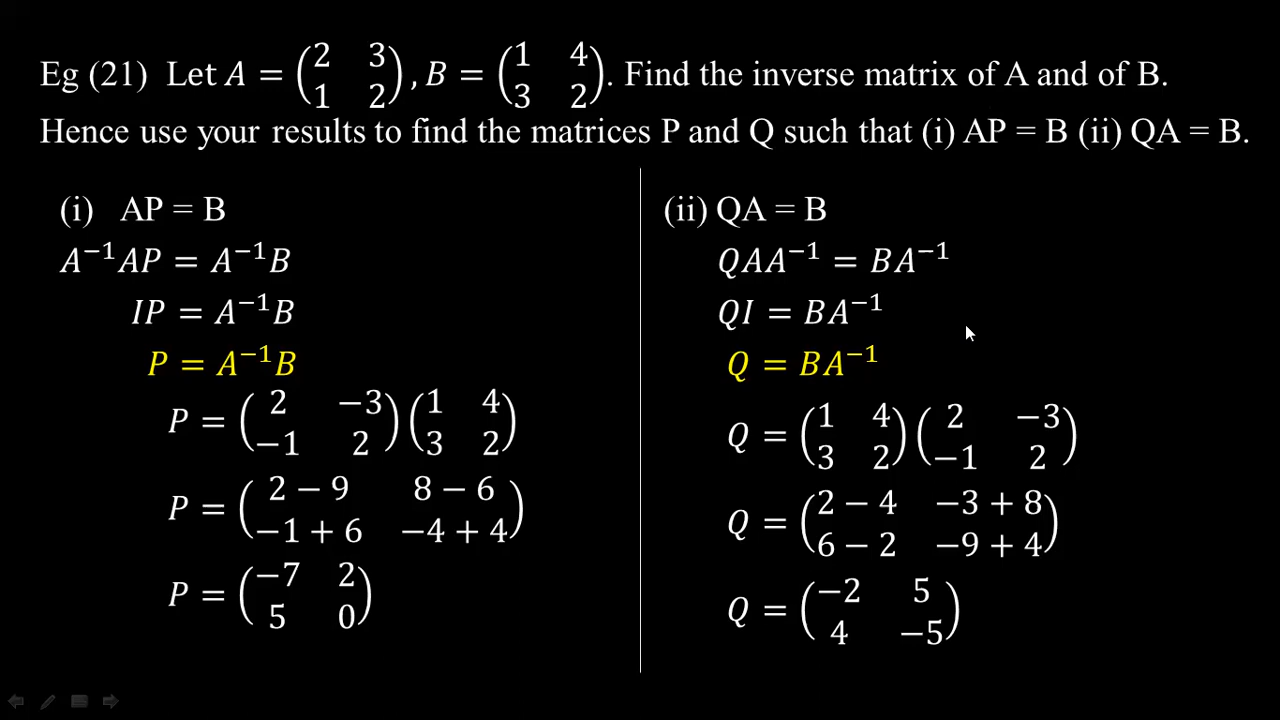 Eg (21) Let A = (2 3; 1 2), B = (1 4; 3 2). Find the inverse matrix of A and of B.
Hence use your results to find the matrices P and Q such that (i) AP = B (ii) QA = B.
(i) AP = B
A⁻¹AP = A⁻¹B
IP = A⁻¹B
P = A⁻¹B
P = (2 −3; −1 2)(1 4; 3 2)
P = (2 − 9 8 − 6; −1 + 6 −4 + 4)
P = (−7 2; 5 0)
(ii) QA = B
QAA⁻¹ = BA⁻¹
QI = BA⁻¹
Q = BA⁻¹
Q = (1 4; 3 2)(2 −3; −1 2)
Q = (2 − 4 −3 + 8; 6 − 2 −9 + 4)
Q = (−2 5; 4 −5)